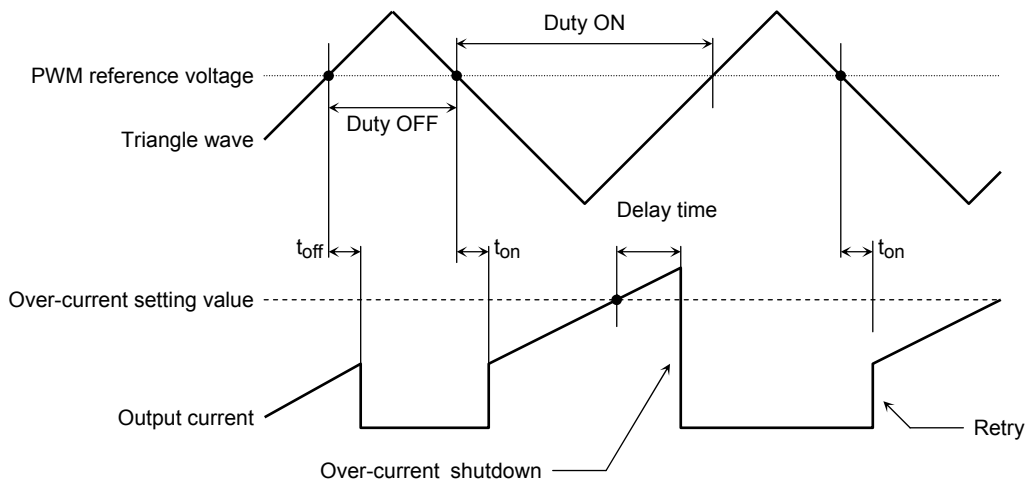 Duty ON
PWM reference voltage
Duty OFF
Triangle wave
Delay time
toff
ton
ton
Over-current setting value
Output current
Retry
Over-current shutdown